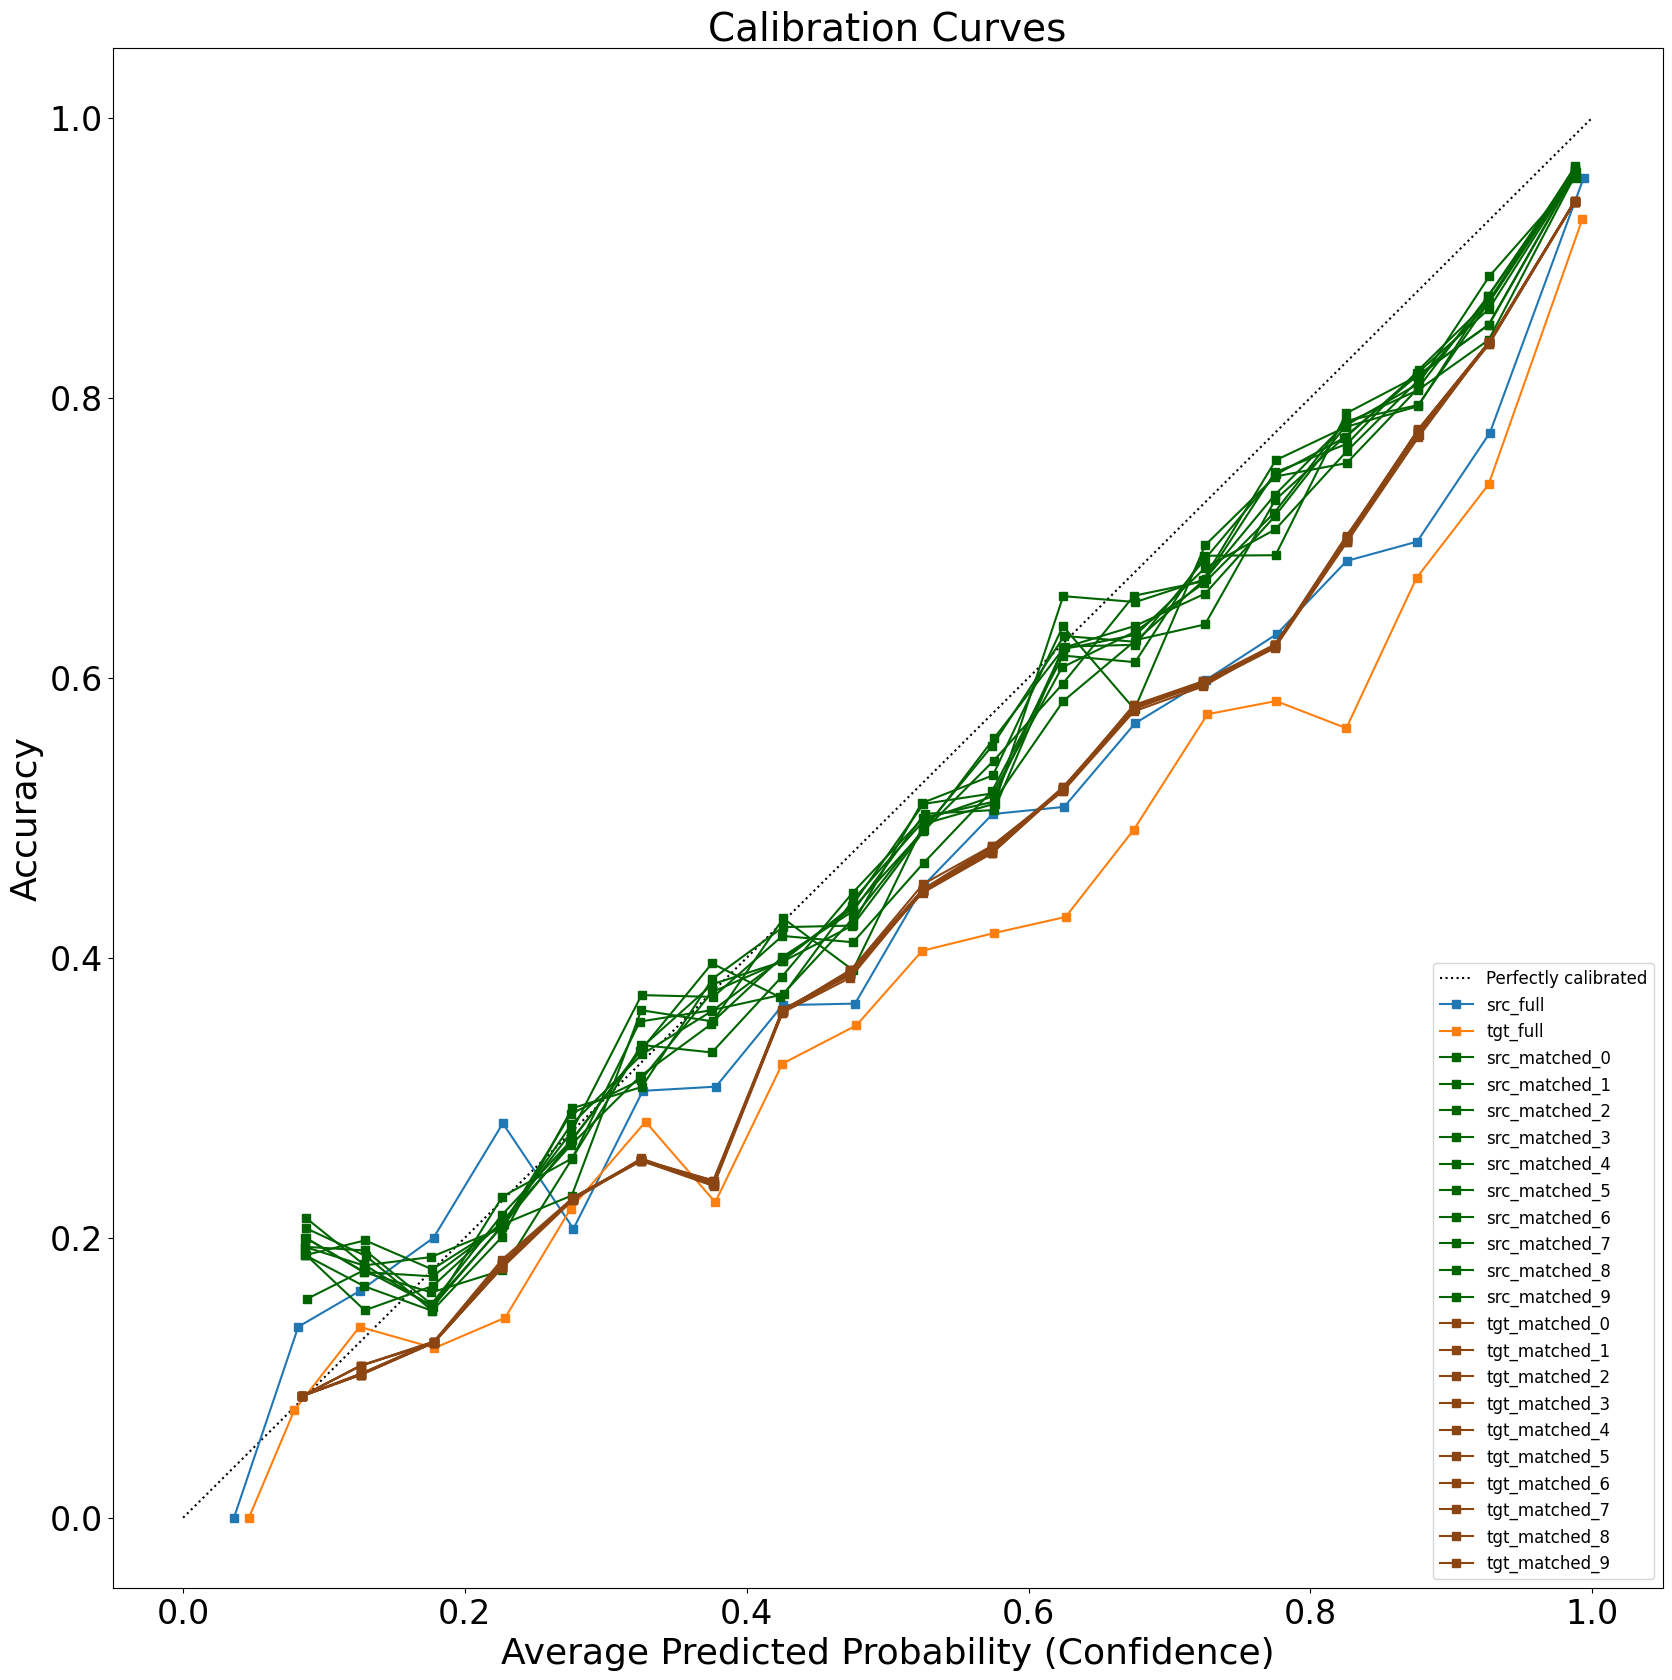 Calibration Curves
Accuracy
1.0
0.8
0.6
0.4
0.2
0.0
0.0 0.2 0.4 0.6 0.8 1.0
Average Predicted Probability (Confidence)
Perfectly calibrated
src_full
tgt_full
src_matched_0
src_matched_1
src_matched_2
src_matched_3
src_matched_4
src_matched_5
src_matched_6
src_matched_7
src_matched_8
src_matched_9
tgt_matched_0
tgt_matched_1
tgt_matched_2
tgt_matched_3
tgt_matched_4
tgt_matched_5
tgt_matched_6
tgt_matched_7
tgt_matched_8
tgt_matched_9